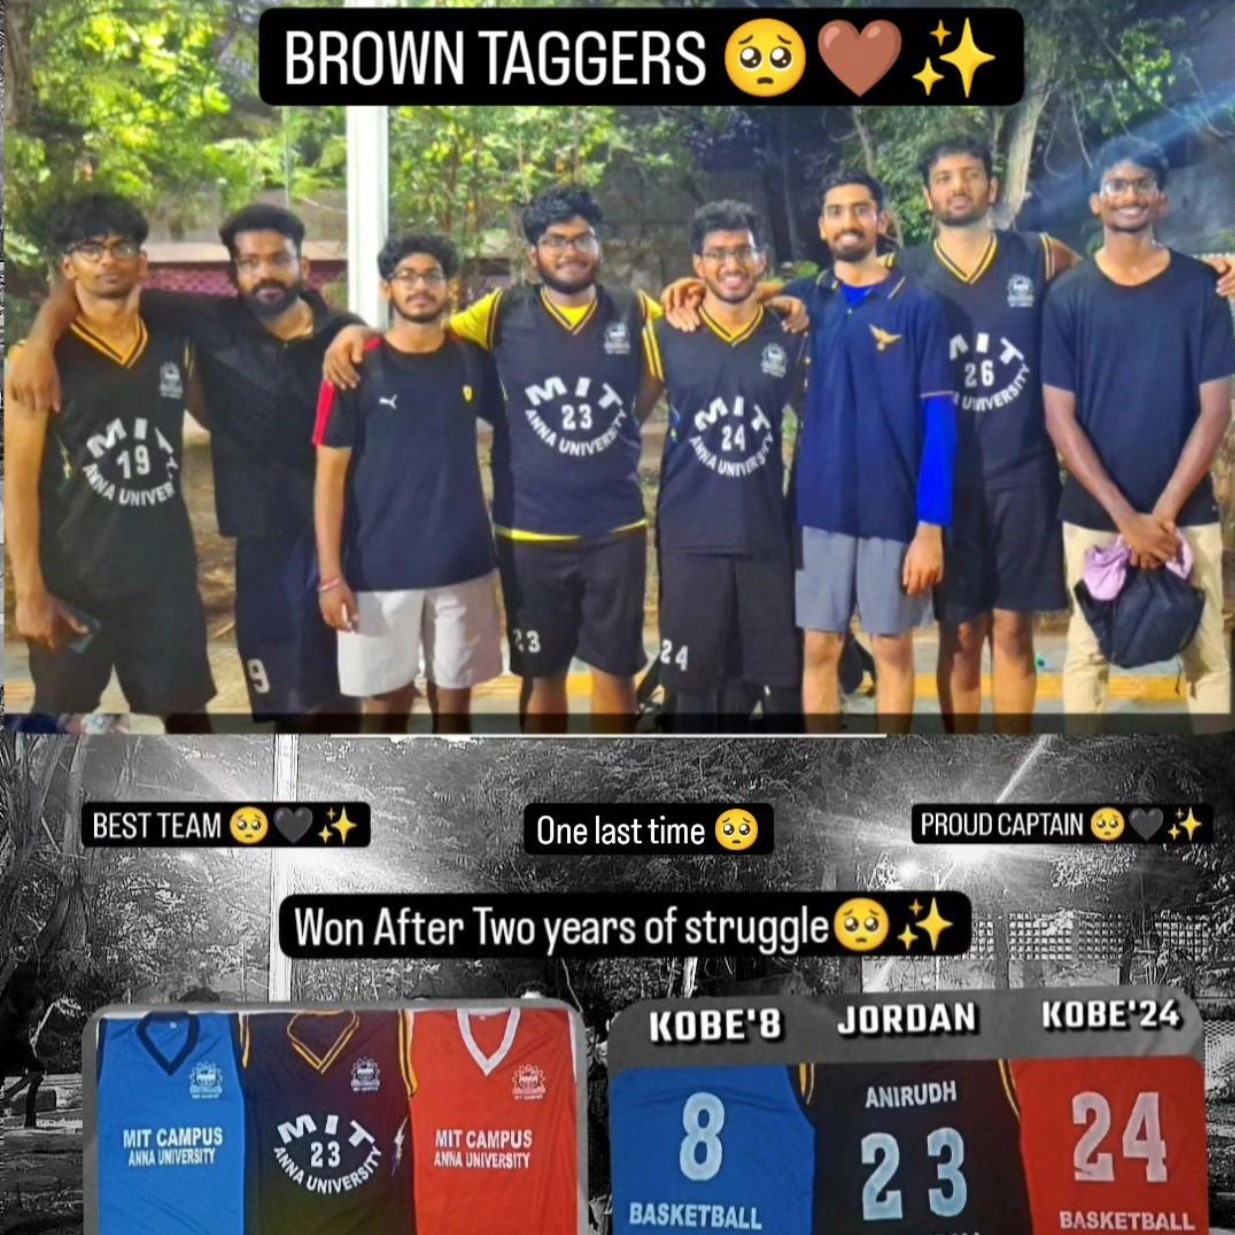 BROWN TAGGERS 🥺🤎✨
MIT
19
ANNA UNIVER
9
MIT
23
ANNA UNIVERSITY
23
MIT
24
ANNA UNIVERSITY
24
MIT
26
UNIVERSITY
BEST TEAM 🥺🖤✨
One last time 🥺
PROUD CAPTAIN 🥺🖤✨
Won After Two years of struggle🥺✨
KOBE'8
JORDAN
KOBE'24
MIT CAMPUS
ANNA UNIVERSITY
MIT
23
ANNA UNIVERSITY
MIT CAMPUS
ANNA UNIVERSITY
8
BASKETBALL
ANIRUDH
23
24
BASKETBALL